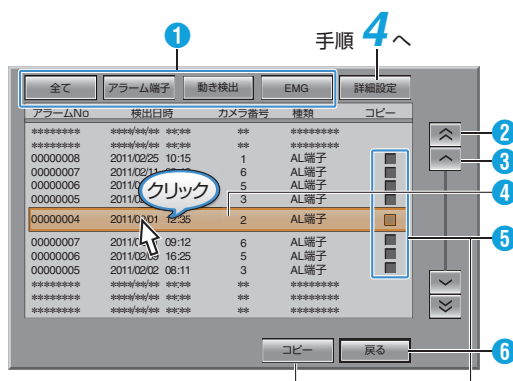 1
手順 4 へ
全て アラーム端子 動き検出 EMG 詳細設定
アラームNo 検出日時 カメラ番号 種類 コピー
******** ****/**/** **:** ** ********
******** ****/**/** **:** ** ********
00000008 2011/02/25 10:15 1 AL端子
00000007 2011/02/11 6 AL端子
00000006 2011/0 5 AL端子
00000005 2011/0 3 AL端子
クリック
00000004 2011/02/01 12:35 2 AL端子
00000007 2011/0 09:12 6 AL端子
00000006 2011/02/0 16:25 5 AL端子
00000005 2011/02/02 08:11 3 AL端子
******** ****/**/** **:** ** ********
******** ****/**/** **:** ** ********
******** ****/**/** **:** ** ********
2
3
4
5
コピー 戻る 6